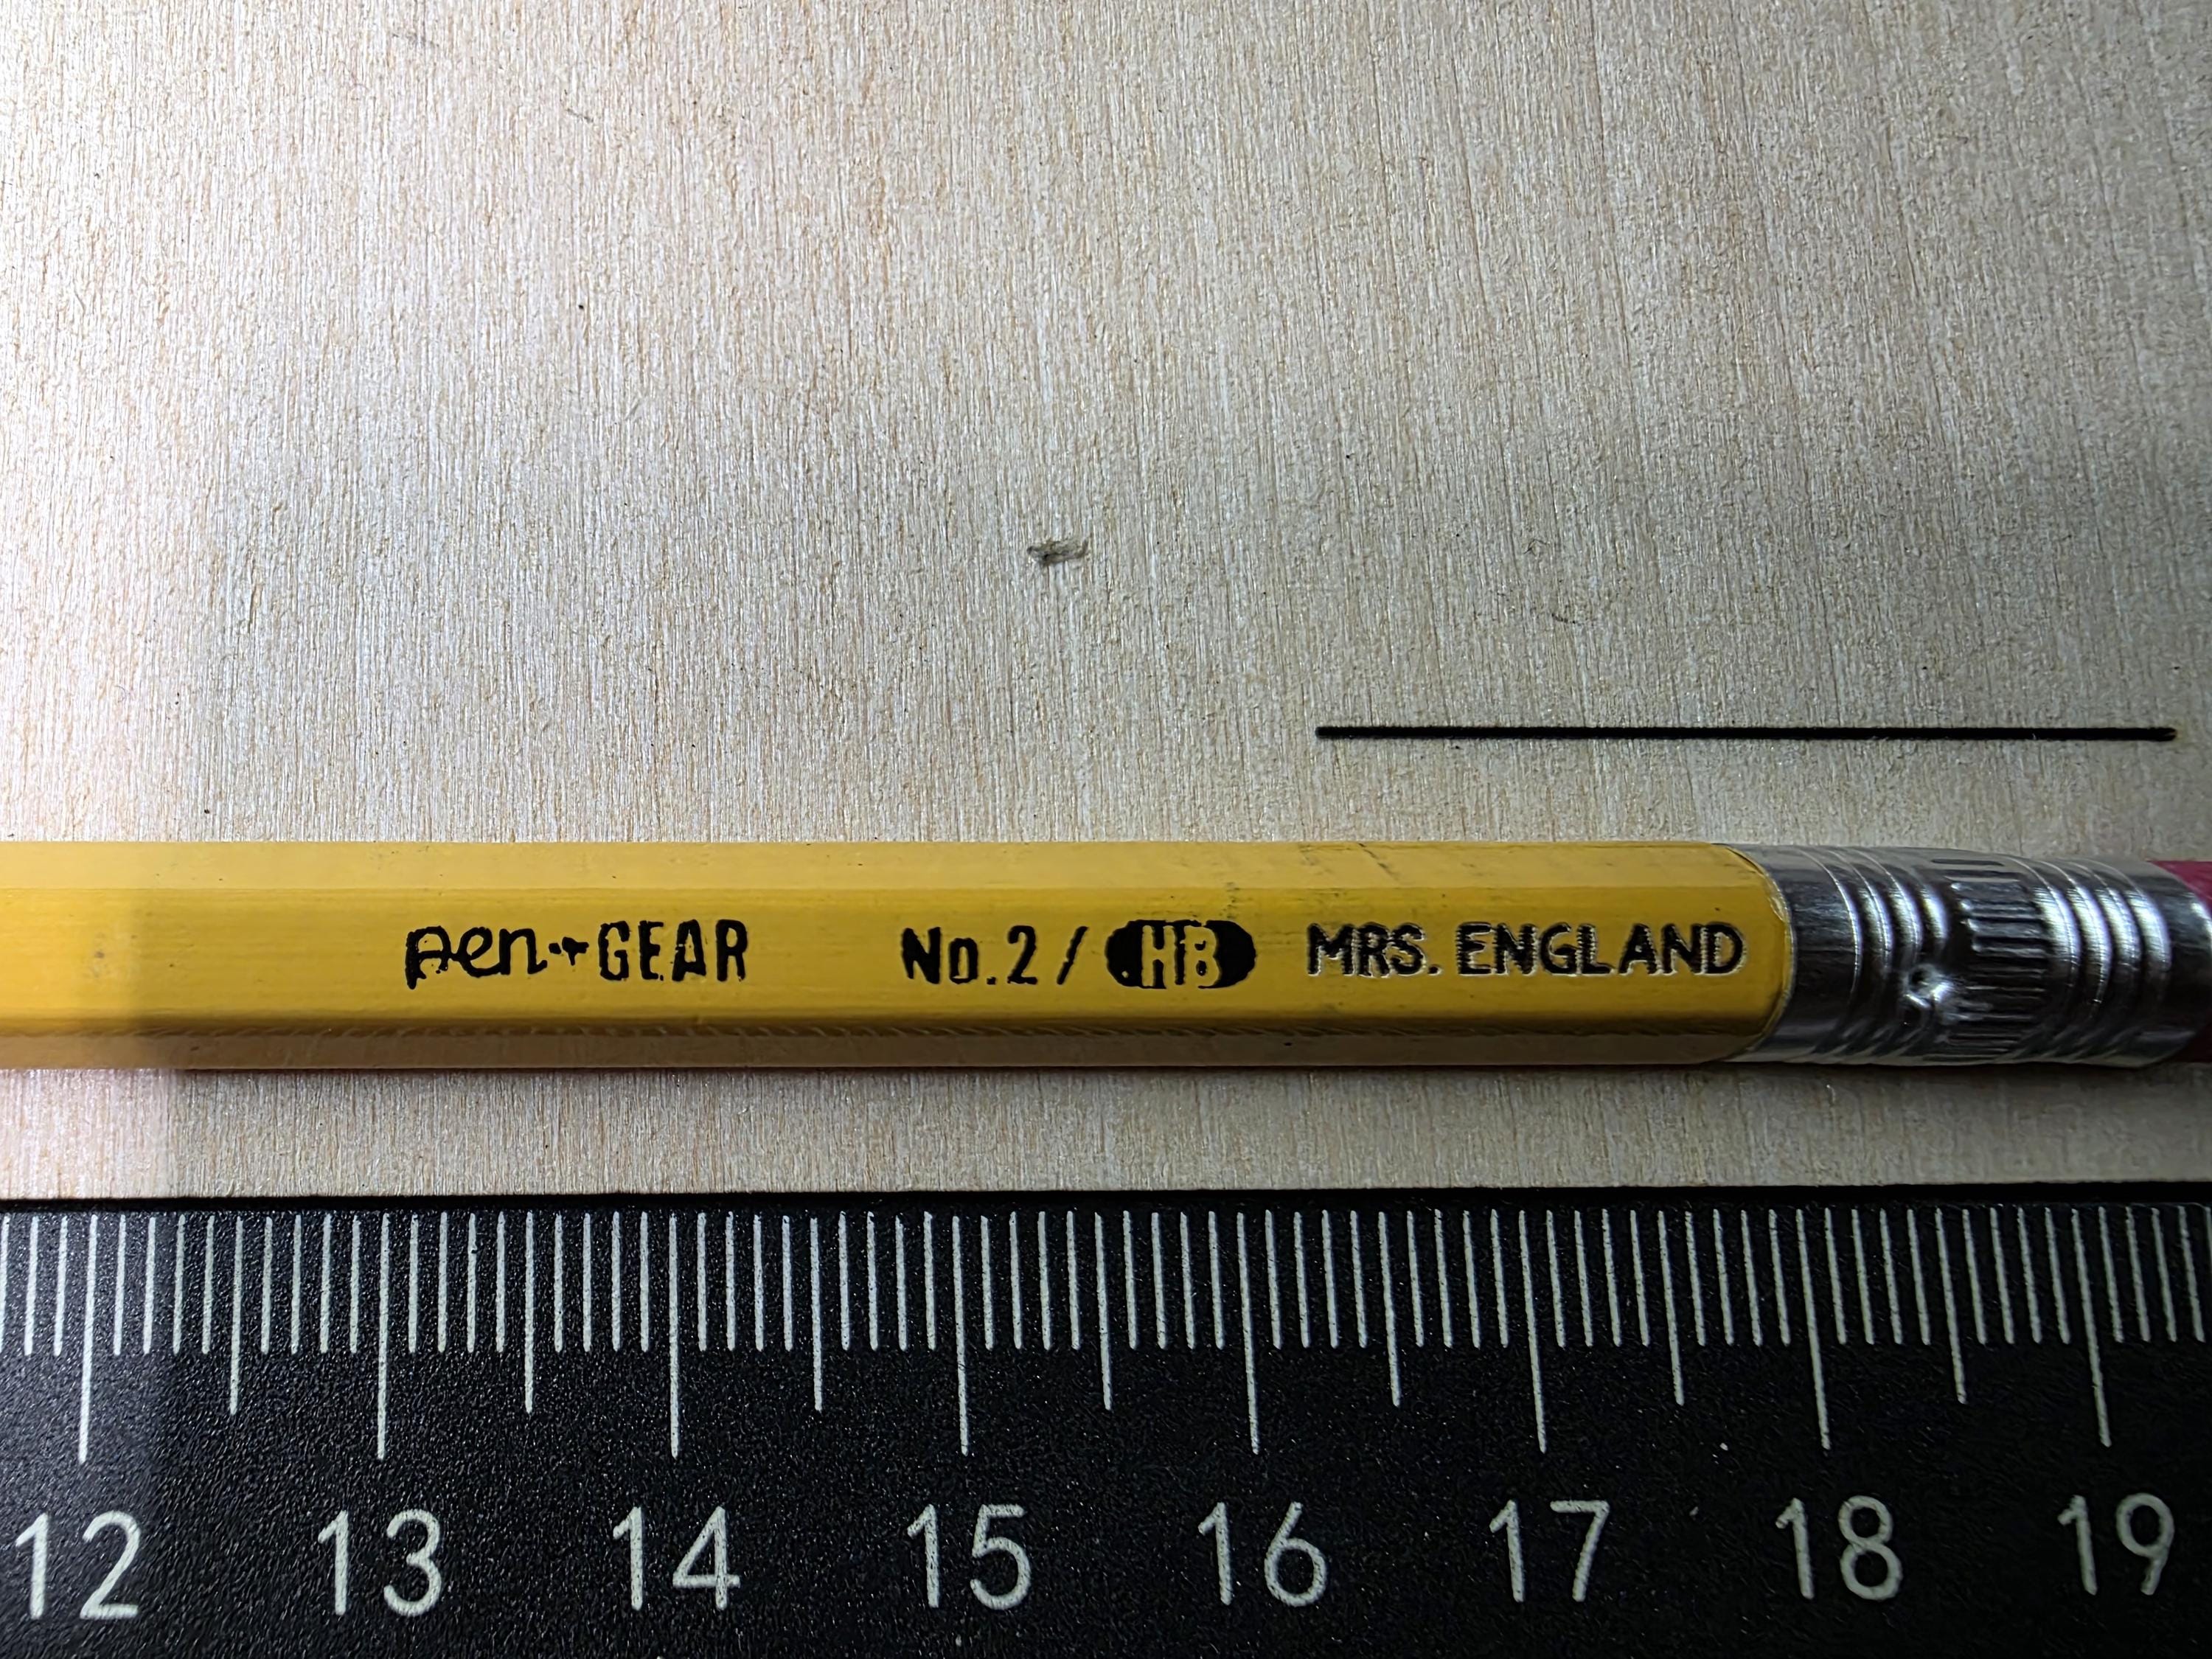 pen+GEAR No.2/HB MRS. ENGLAND
12 13 14 15 16 17 18 19